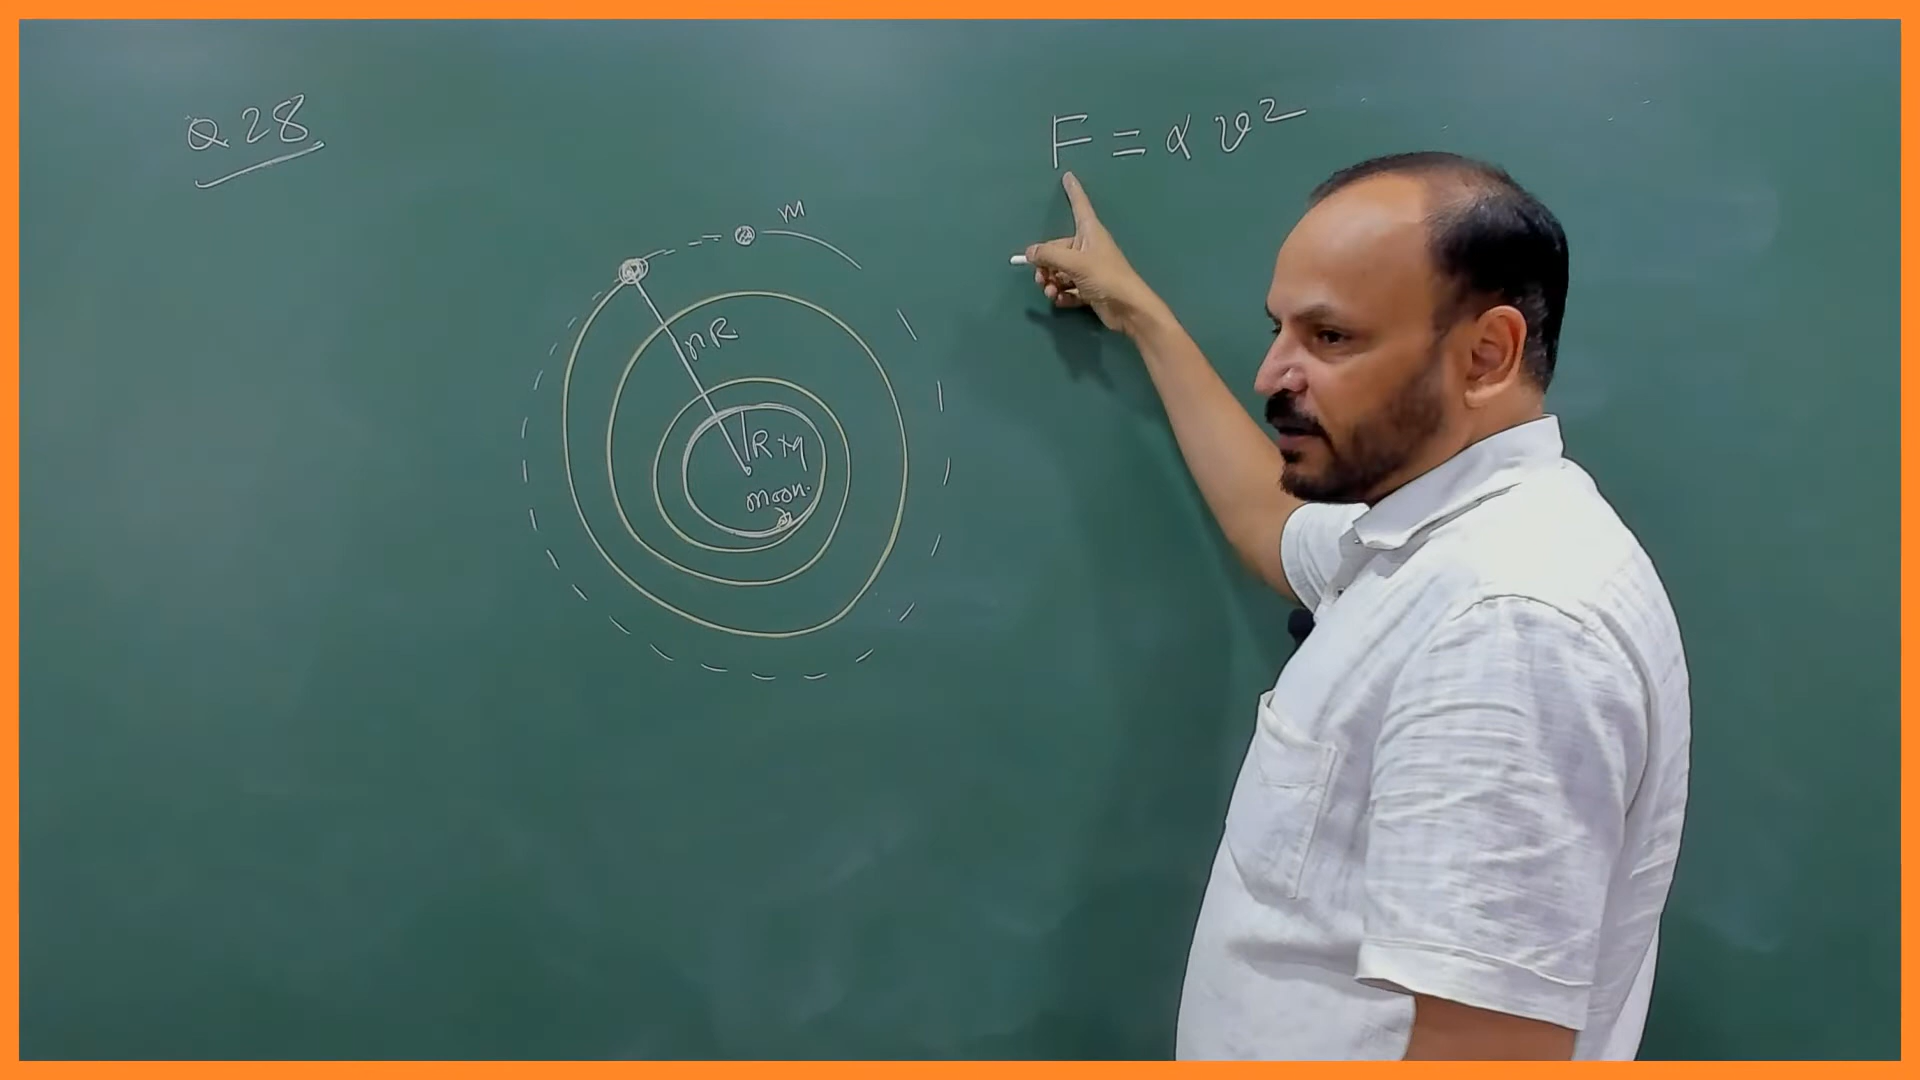 Q 28
F = α v²
m
nR
R
moon